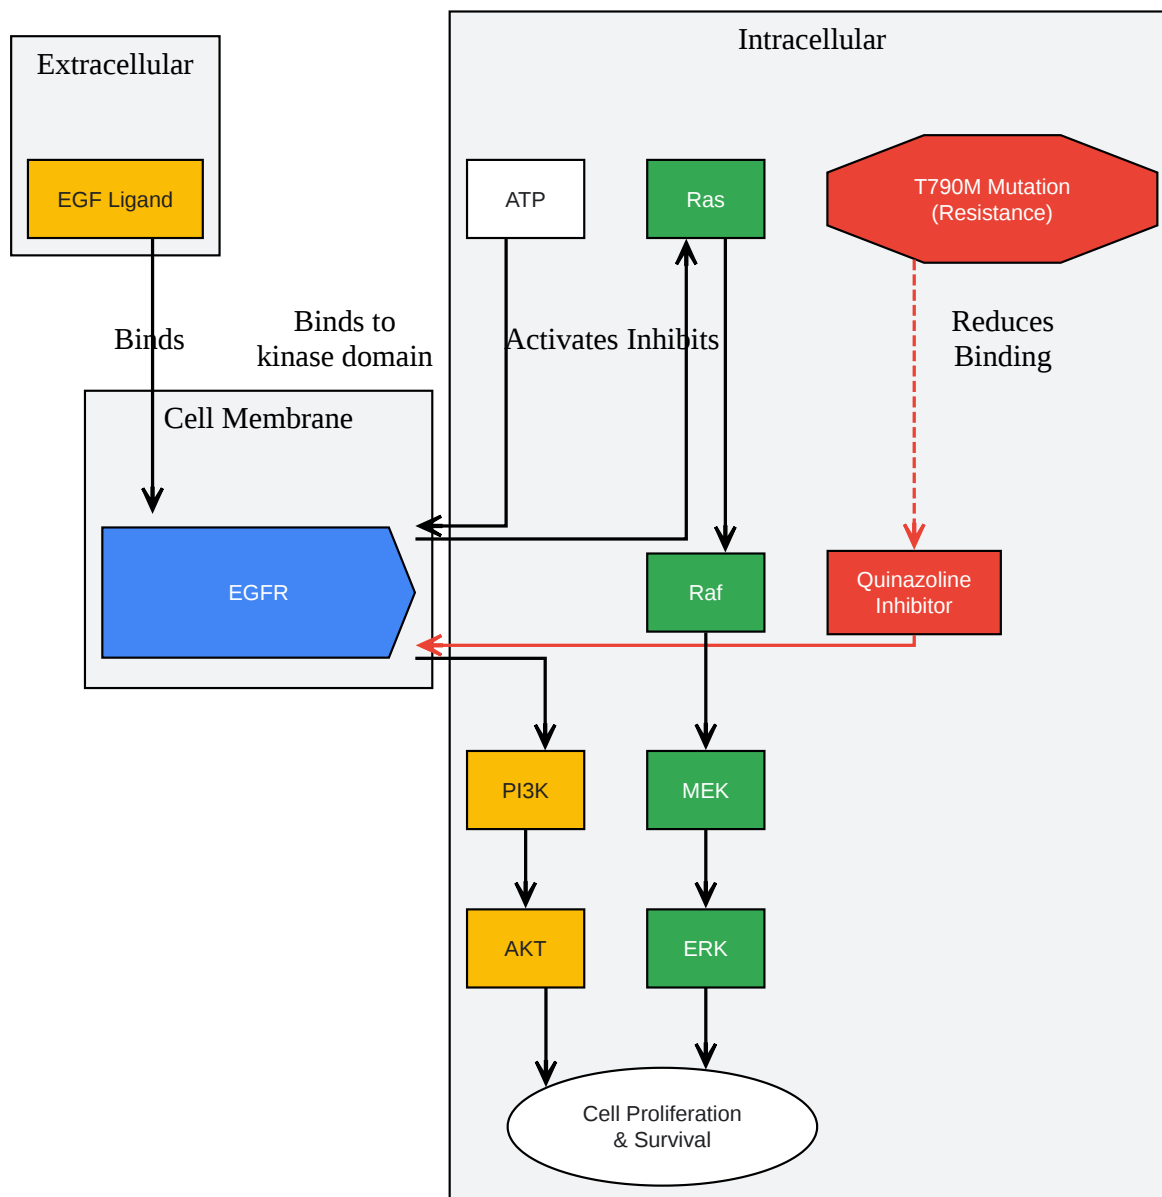 Intracellular
Extracellular
EGF Ligand
ATP
Ras
T790M Mutation
(Resistance)
Binds
Binds to
kinase domain
Activates
Inhibits
Reduces
Binding
Cell Membrane
EGFR
Raf
Quinazoline
Inhibitor
PI3K
MEK
AKT
ERK
Cell Proliferation
& Survival